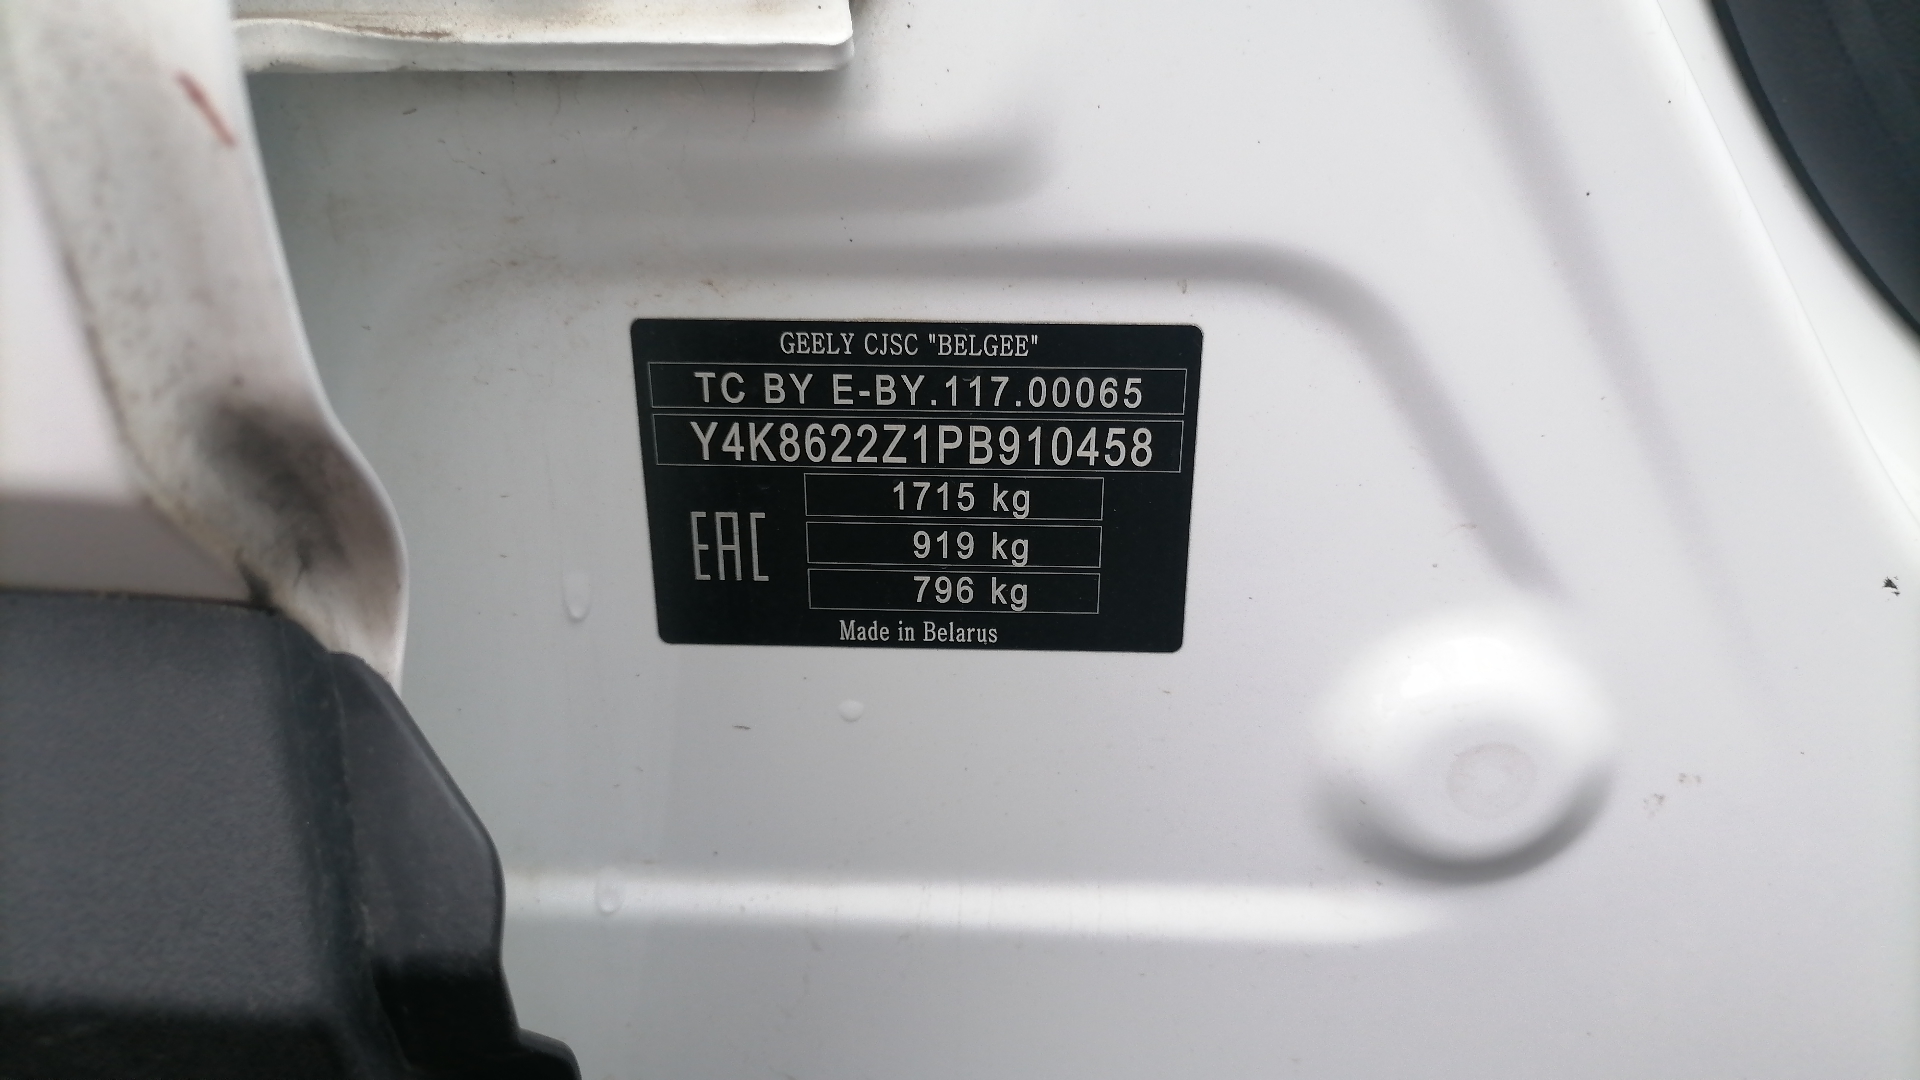 GEELY CJSC "BELGEE"
TC BY E-BY.117.00065
Y4K8622Z1PB910458
1715 kg
919 kg
EAC
796 kg
Made in Belarus